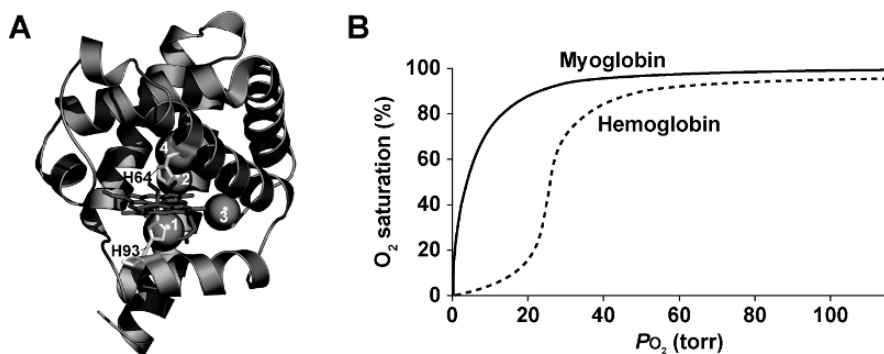 A
4
H64
2
3
1
H93
B
Myoglobin
Hemoglobin
O₂ saturation (%)
100
80
60
40
20
0
0 20 40 60 80 100
PO₂ (torr)